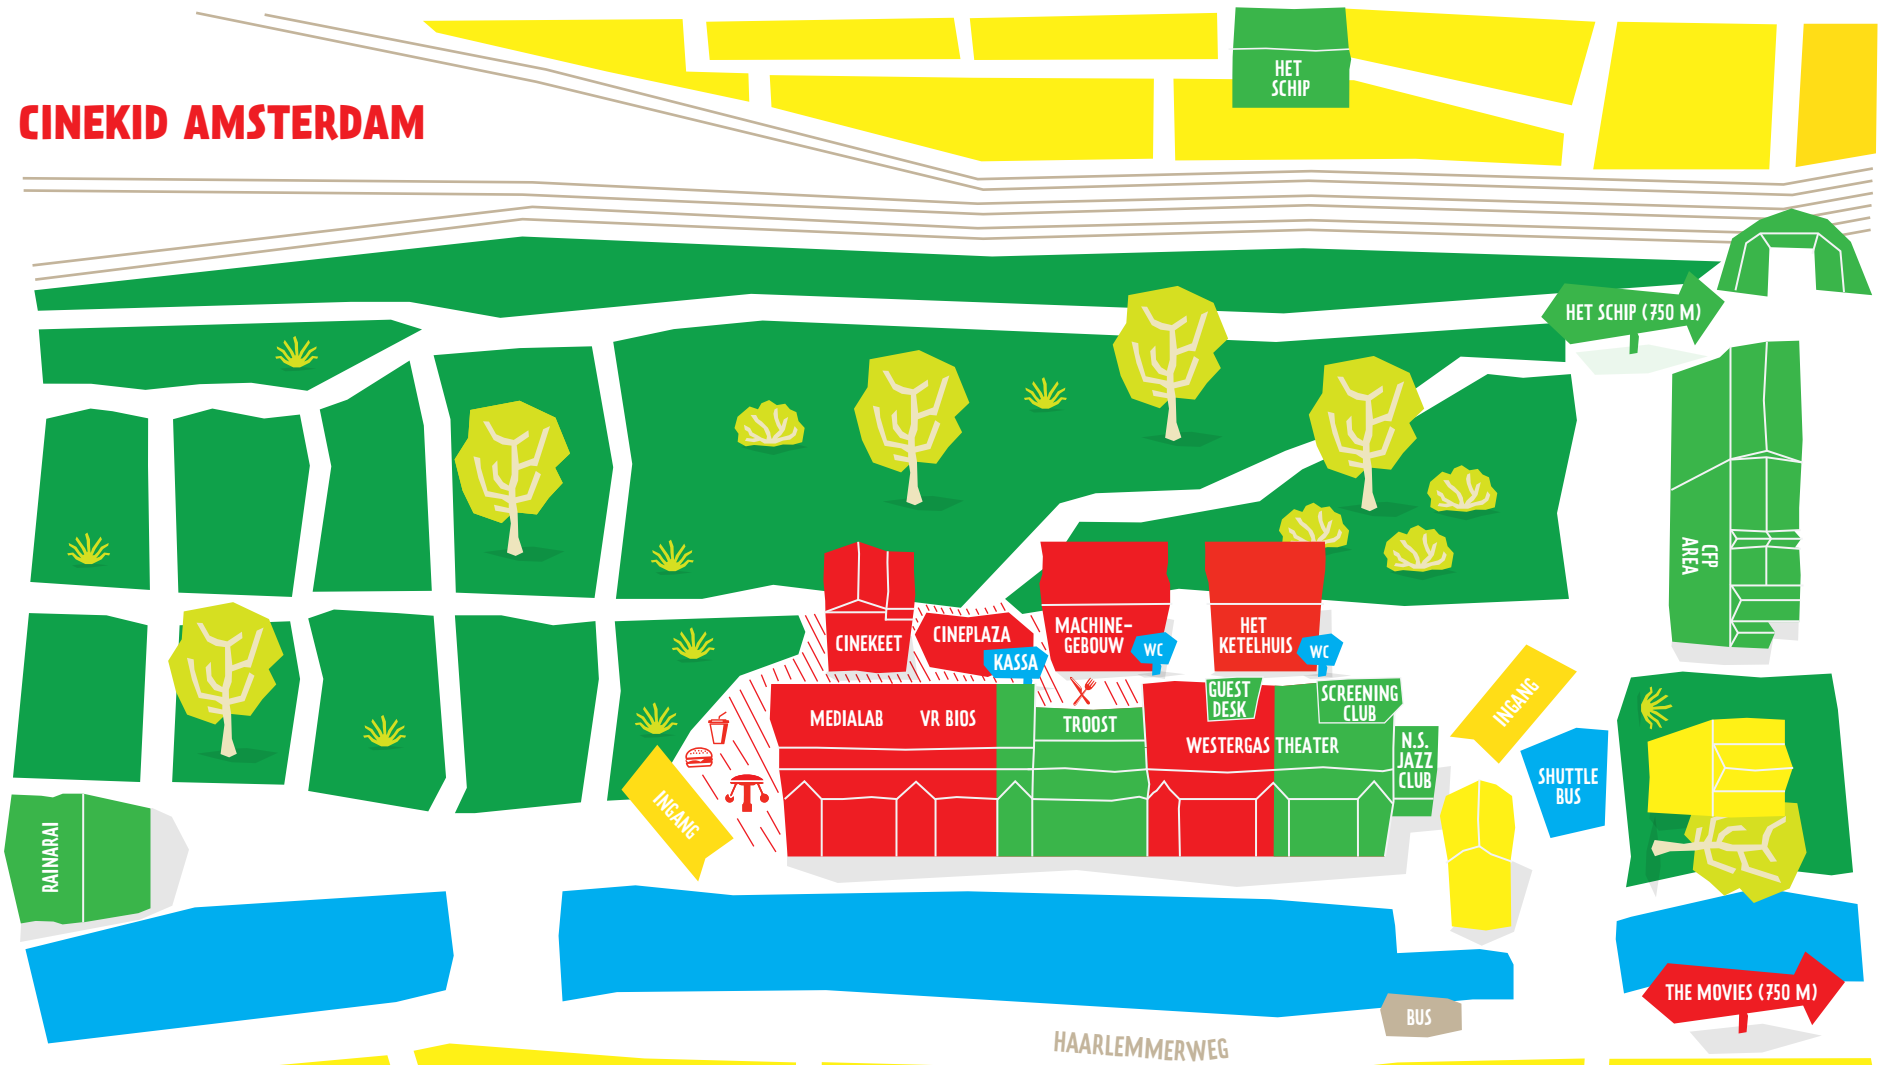 HET
SCHIP
CINEKID AMSTERDAM
HET SCHIP (750 M)
CFP
AREA
CINEKEET
CINEPLAZA
KASSA
MACHINE-
GEBOUW
WC
HET
KETELHUIS
WC
MEDIALAB
VR BIOS
TROOST
GUEST
DESK
SCREENING
CLUB
WESTERGAS THEATER
N.S.
JAZZ
CLUB
INGANG
SHUTTLE
BUS
INGANG
RAINARAI
THE MOVIES (750 M)
BUS
HAARLEMMERWEG